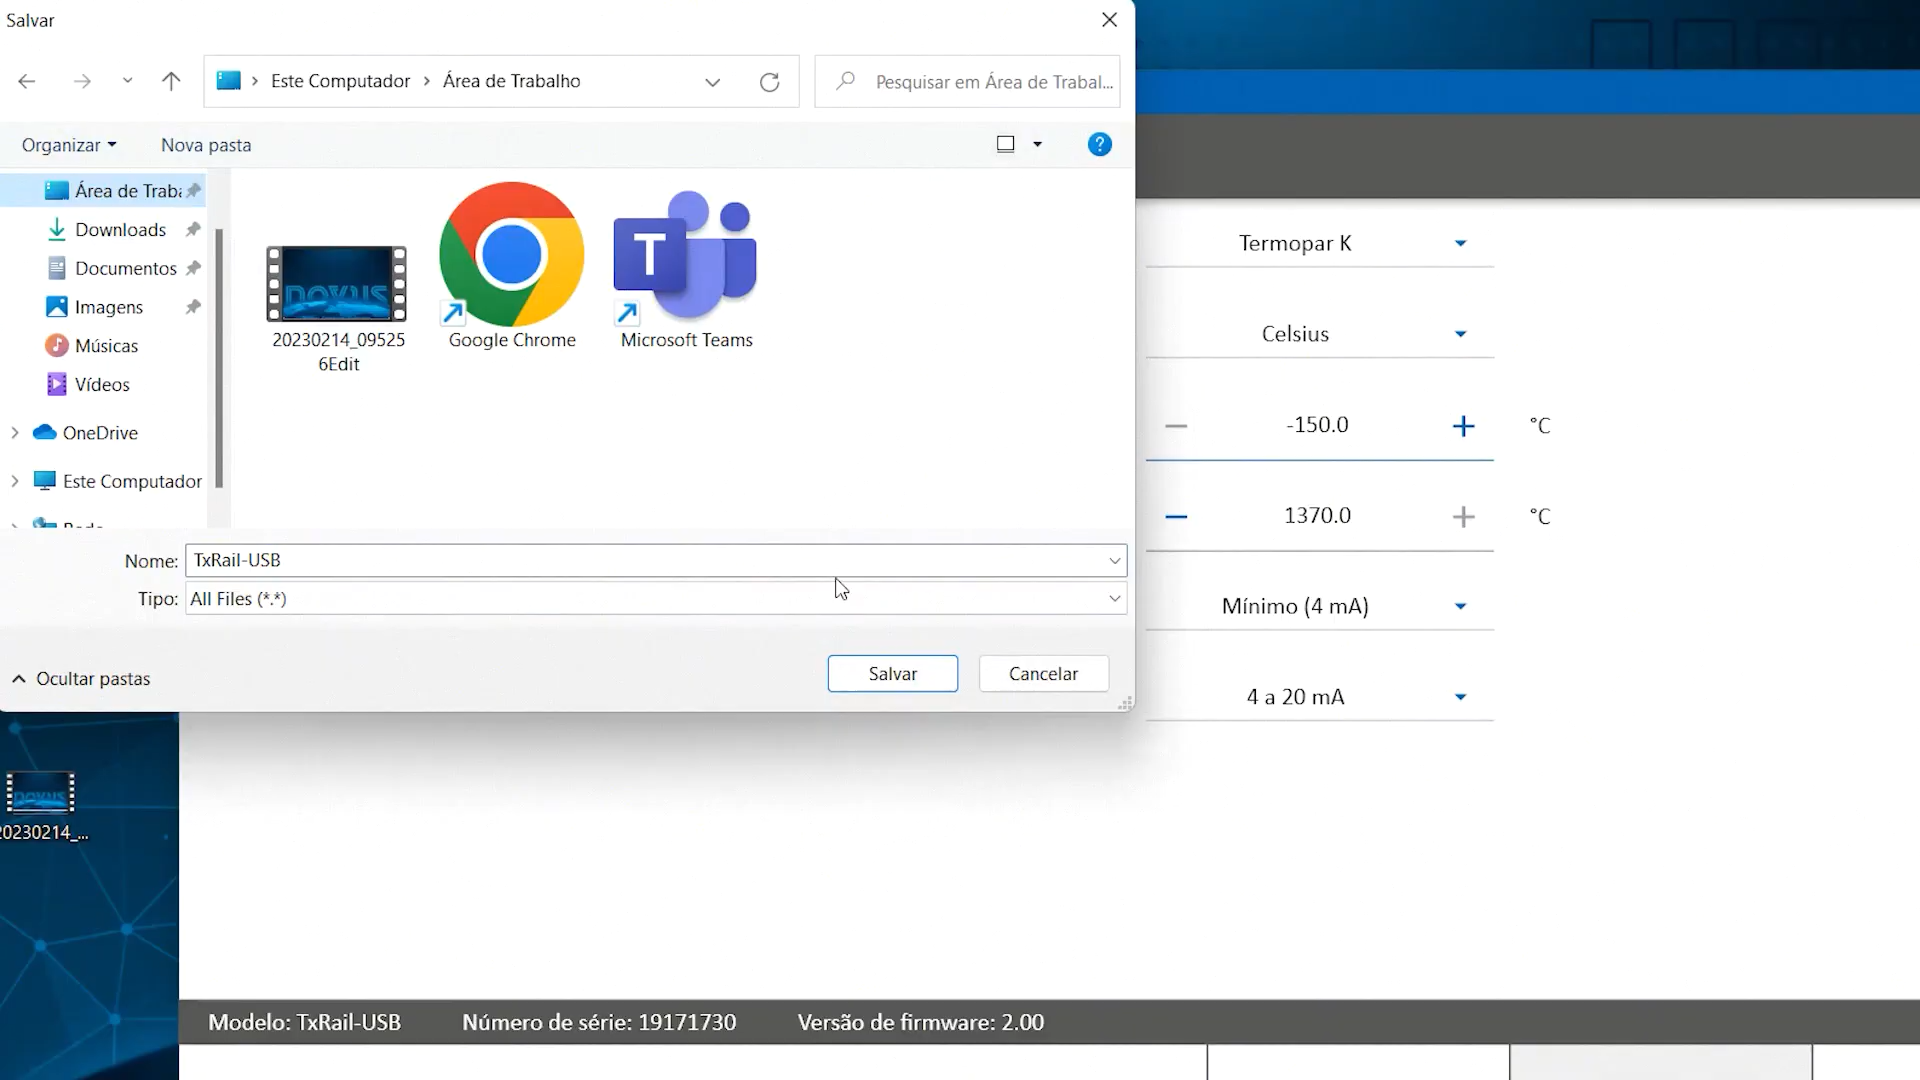 Salvar
Este Computador
Área de Trabalho
Pesquisar em Área de Trabal...
Organizar
Nova pasta
Área de Traba
Downloads
Documentos
Imagens
Músicas
Vídeos
OneDrive
Este Computador
20230214_09525
6Edit
Google Chrome
Microsoft Teams
Nome: TxRail-USB
Tipo: All Files (*.*)
Ocultar pastas
Salvar
Cancelar
Termopar K
Celsius
-150.0 °C
1370.0 °C
Mínimo (4 mA)
4 a 20 mA
20230214_...
Modelo: TxRail-USB
Número de série: 19171730
Versão de firmware: 2.00